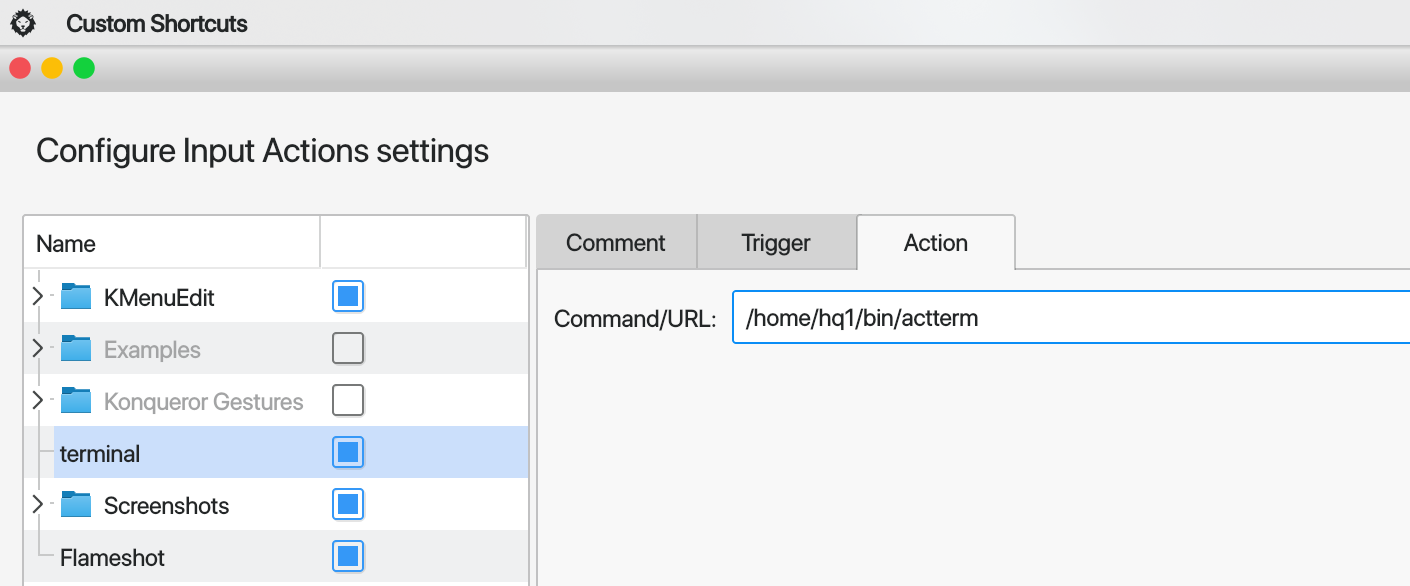 Custom Shortcuts
Configure Input Actions settings
Name
KMenuEdit
Examples
Konqueror Gestures
terminal
Screenshots
Flameshot
Comment Trigger Action
Command/URL: /home/hq1/bin/actterm